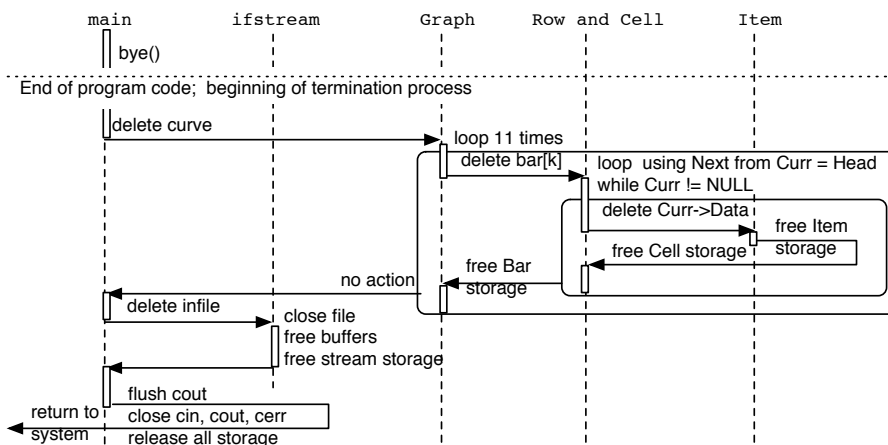 main ifstream Graph Row and Cell Item
bye()
End of program code; beginning of termination process
delete curve
loop 11 times
delete bar[k]
loop using Next from Curr = Head
while Curr != NULL
delete Curr->Data
free Item
storage
free Cell storage
free Bar
storage
no action
delete infile
close file
free buffers
free stream storage
flush cout
return to
system
close cin, cout, cerr
release all storage